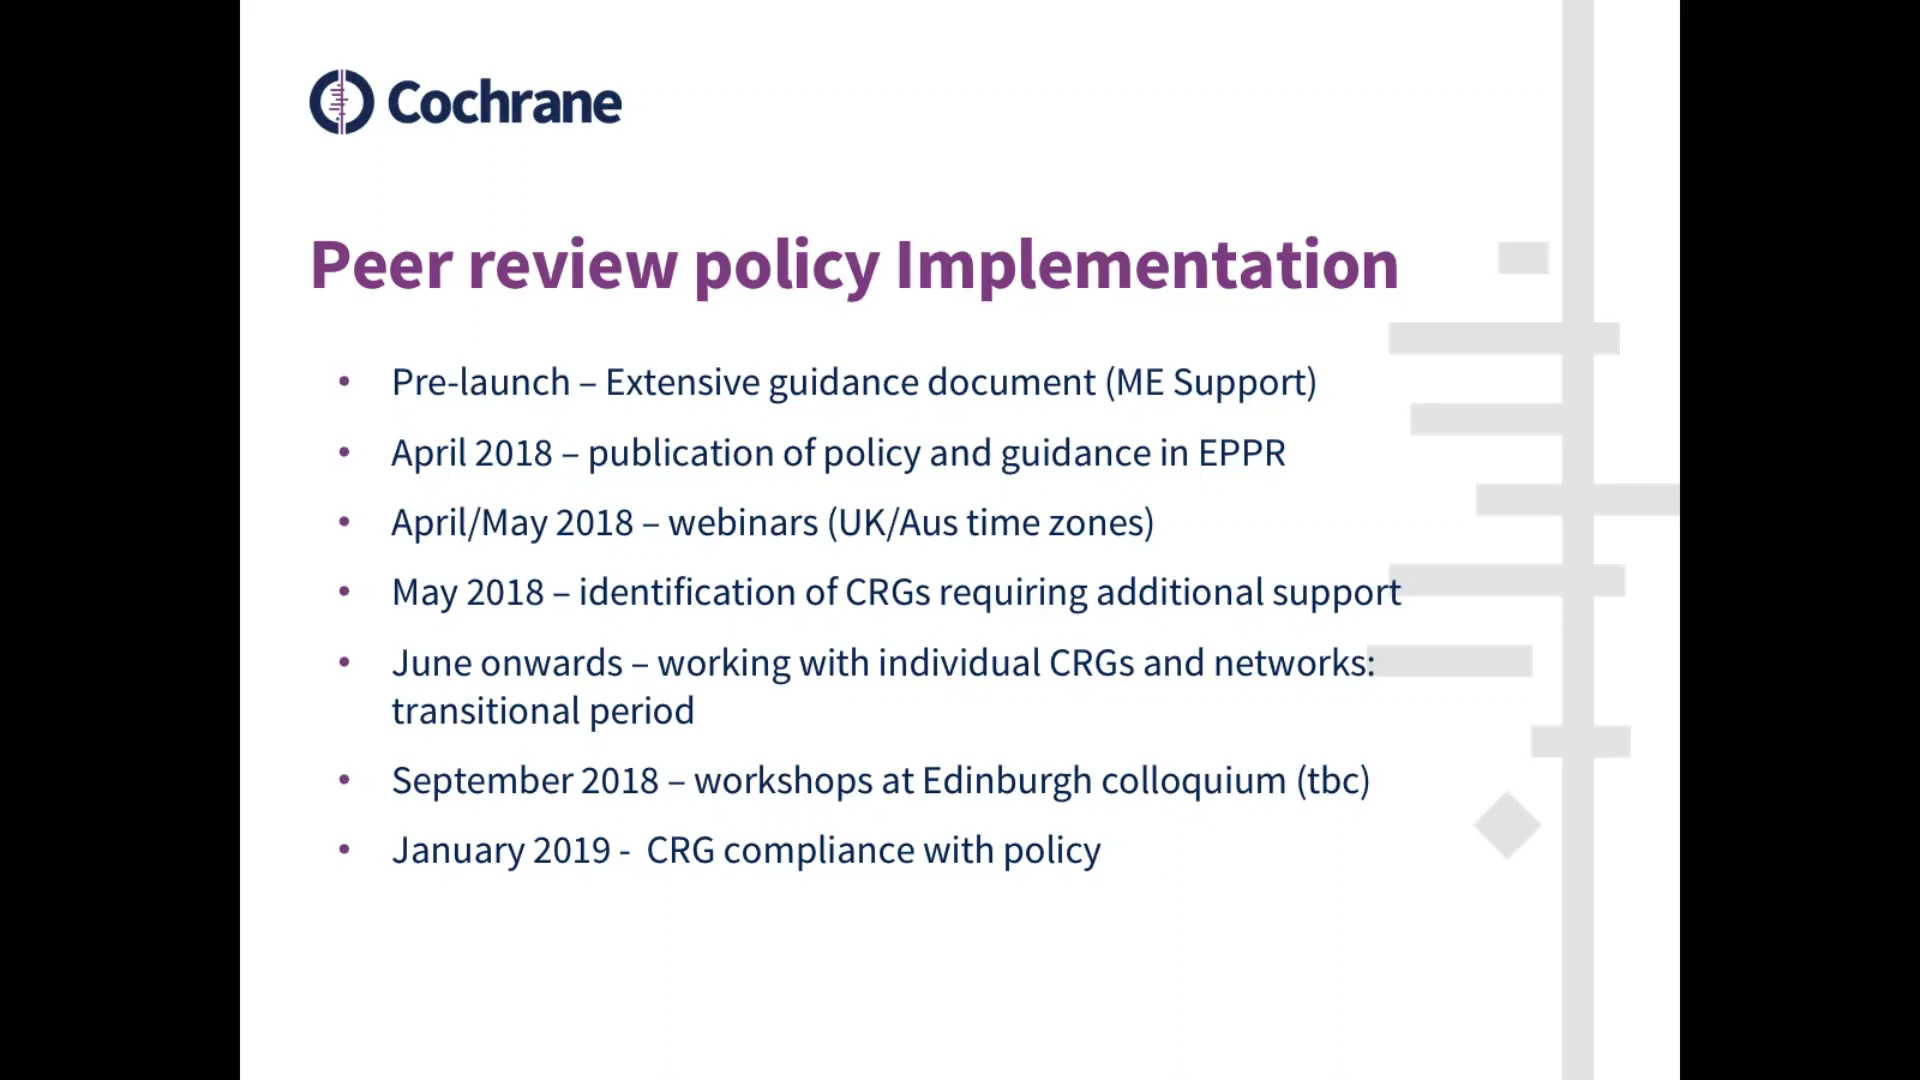 Cochrane
Peer review policy Implementation
• Pre-launch – Extensive guidance document (ME Support)
• April 2018 – publication of policy and guidance in EPPR
• April/May 2018 – webinars (UK/Aus time zones)
• May 2018 – identification of CRGs requiring additional support
• June onwards – working with individual CRGs and networks:
transitional period
• September 2018 – workshops at Edinburgh colloquium (tbc)
• January 2019 -  CRG compliance with policy